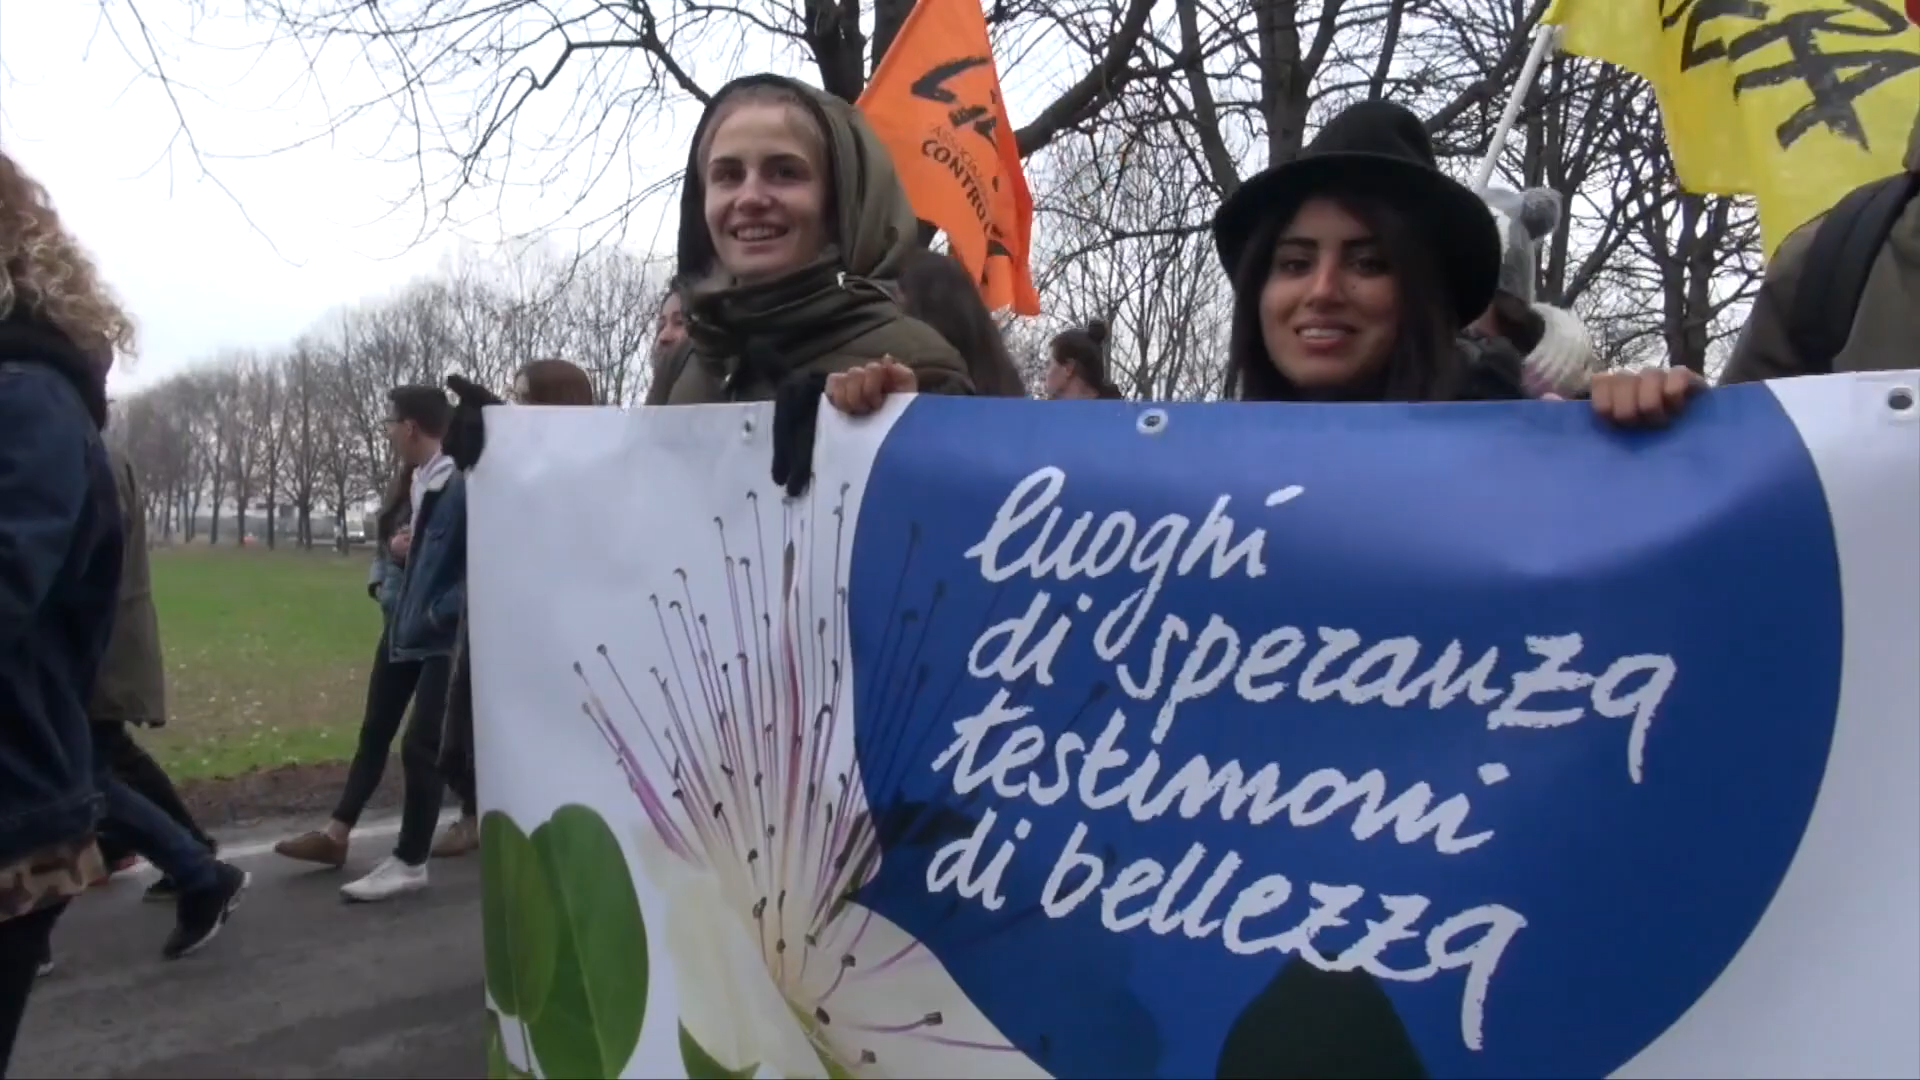 luoghi
di speranza
testimoni
di bellezza